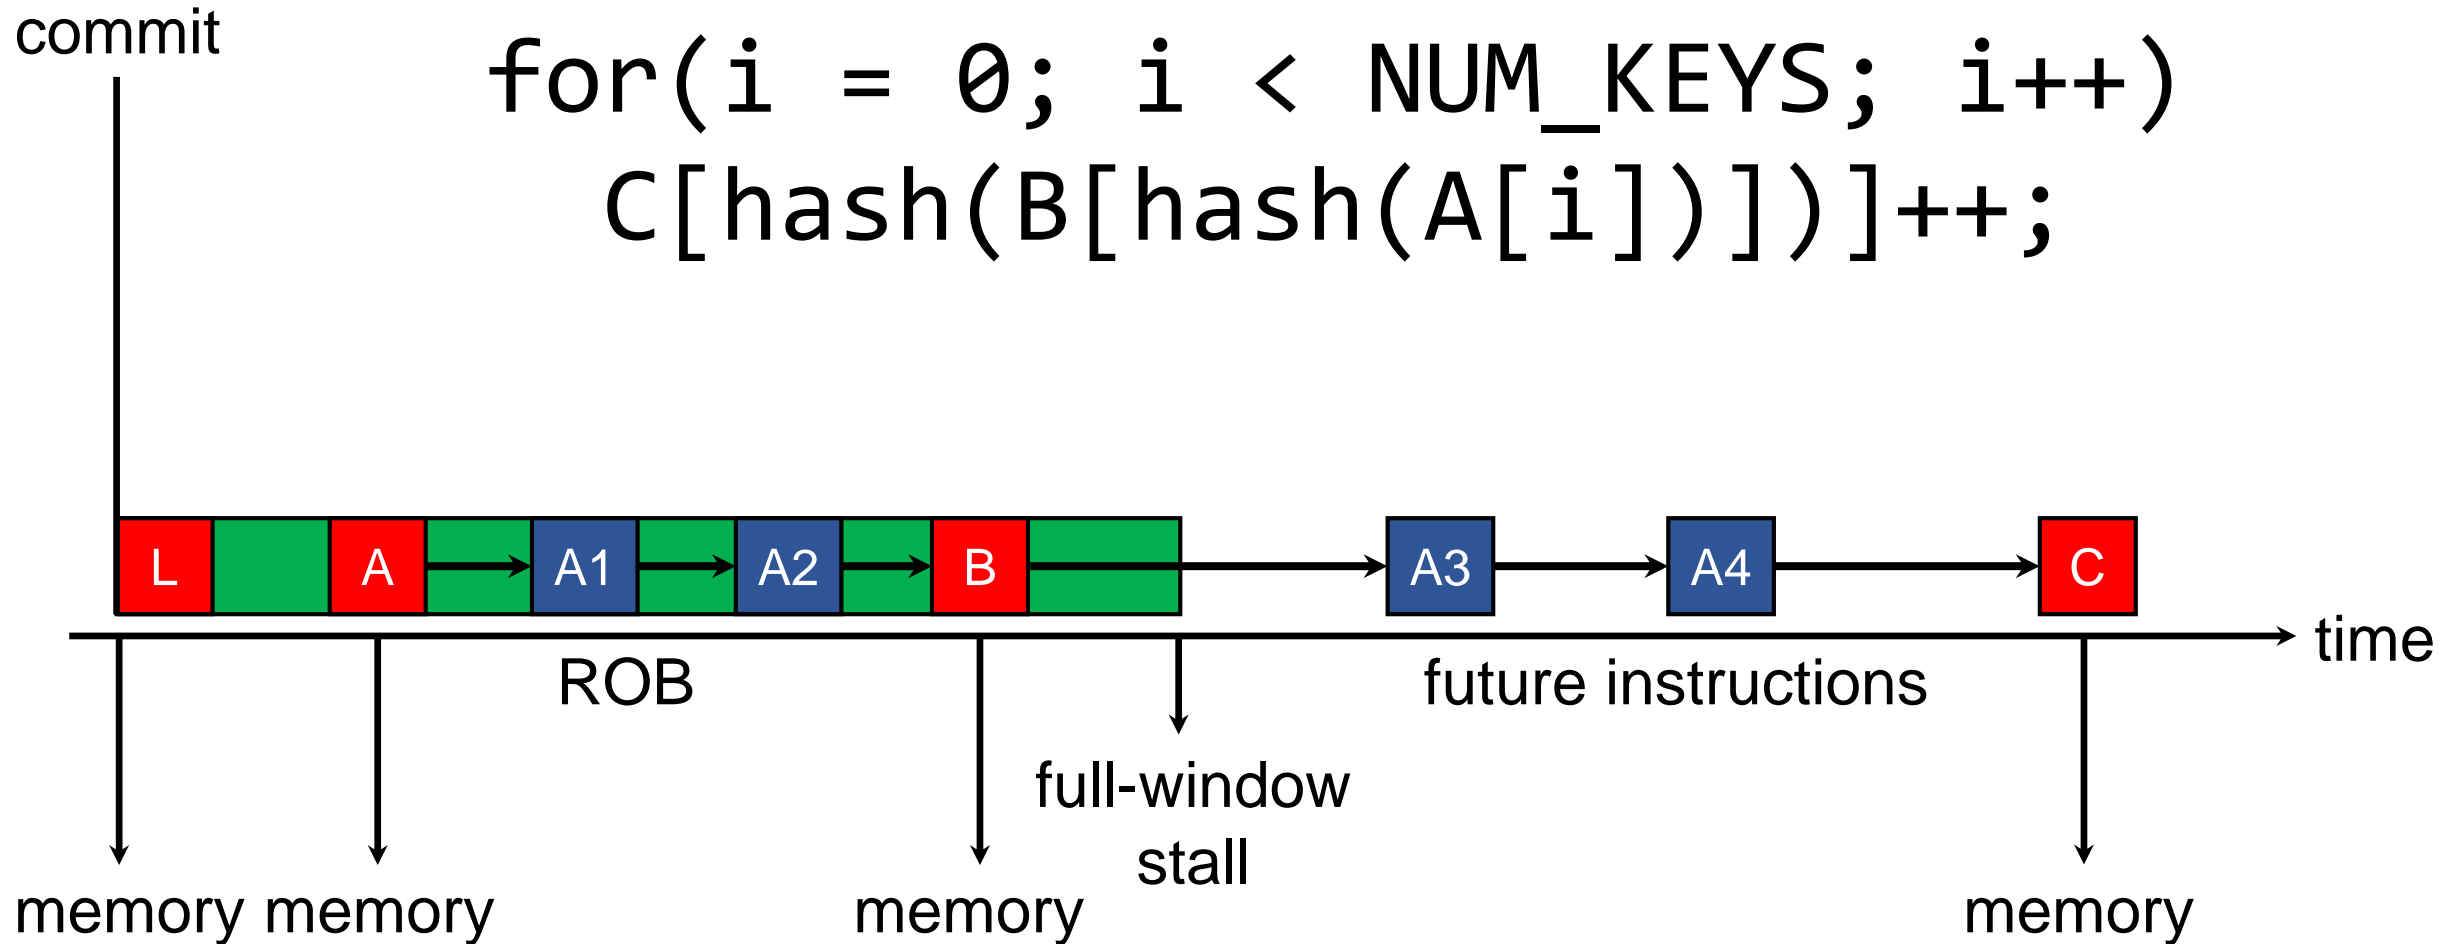 commit
for(i = 0; i < NUM_KEYS; i++)
C[hash(B[hash(A[i])])]++;
L A A1 A2 B A3 A4 C
time
ROB future instructions
full-window
stall
memory memory memory memory